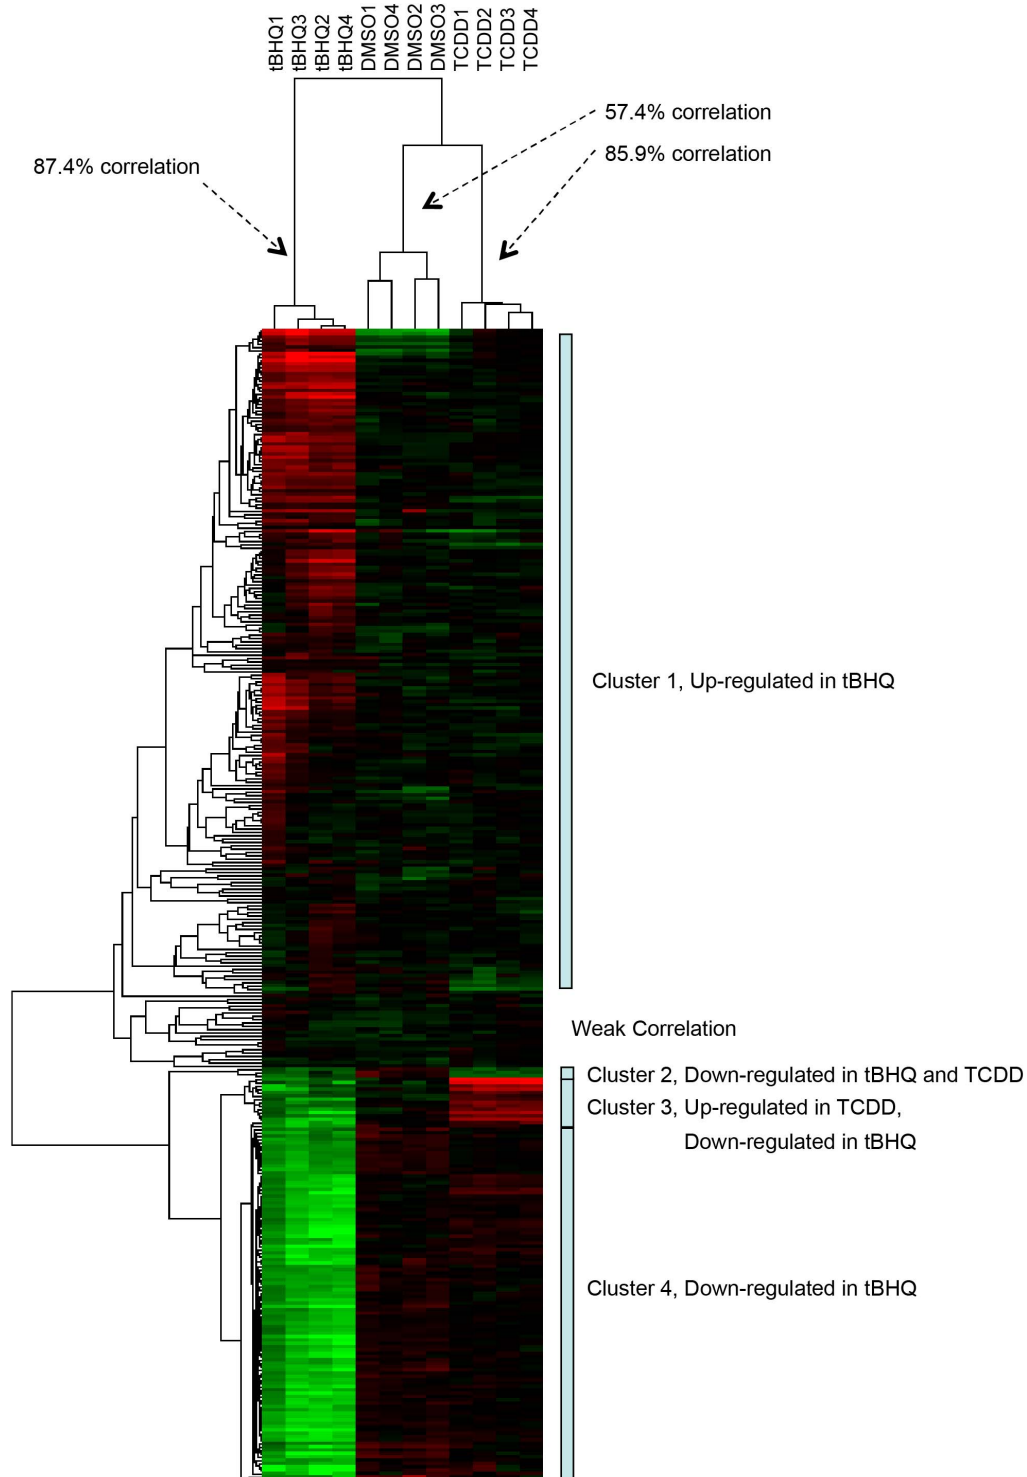 tBHQ1
tBHQ3
tBHQ2
tBHQ4
DMSO1
DMSO4
DMSO2
DMSO3
TCDD1
TCDD2
TCDD3
TCDD4
57.4% correlation
85.9% correlation
87.4% correlation
Cluster 1, Up-regulated in tBHQ
Weak Correlation
Cluster 2, Down-regulated in tBHQ and TCDD
Cluster 3, Up-regulated in TCDD,
Down-regulated in tBHQ
Cluster 4, Down-regulated in tBHQ